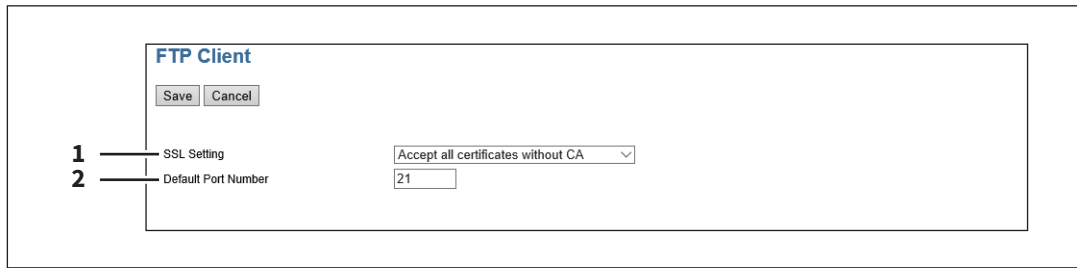 FTP Client
Save Cancel
1 SSL Setting Accept all certificates without CA
2 Default Port Number 21